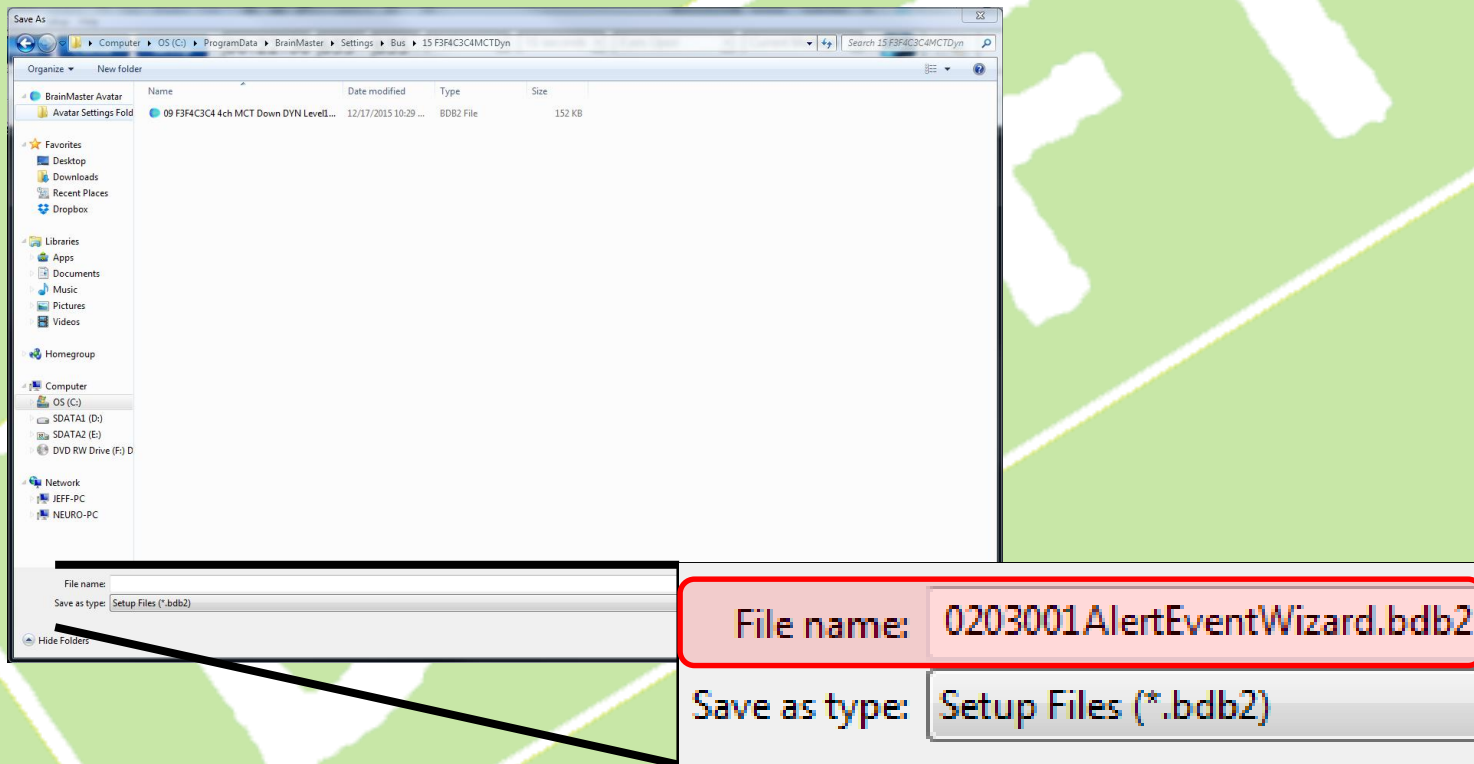 Save As
Computer ▸ OS (C:) ▸ ProgramData ▸ BrainMaster ▸ Settings ▸ Bus ▸ 15 F3F4C3C4MCTDyn
Search 15 F3F4C3C4MCTDyn
Organize New folder
Name Date modified Type Size
BrainMaster Avatar
Avatar Settings Fold
09 F3F4C3C4 4ch MCT Down DYN Level1... 12/17/2015 10:29 ... BDB2 File 152 KB
Favorites
Desktop
Downloads
Recent Places
Dropbox
Libraries
Apps
Documents
Music
Pictures
Videos
Homegroup
Computer
OS (C:)
SDATA1 (D:)
SDATA2 (E:)
DVD RW Drive (F:) D
Network
JEFF-PC
NEURO-PC
File name:
Save as type: Setup Files (*.bdb2)
Hide Folders
File name: 0203001AlertEventWizard.bdb2
Save as type: Setup Files (*.bdb2)